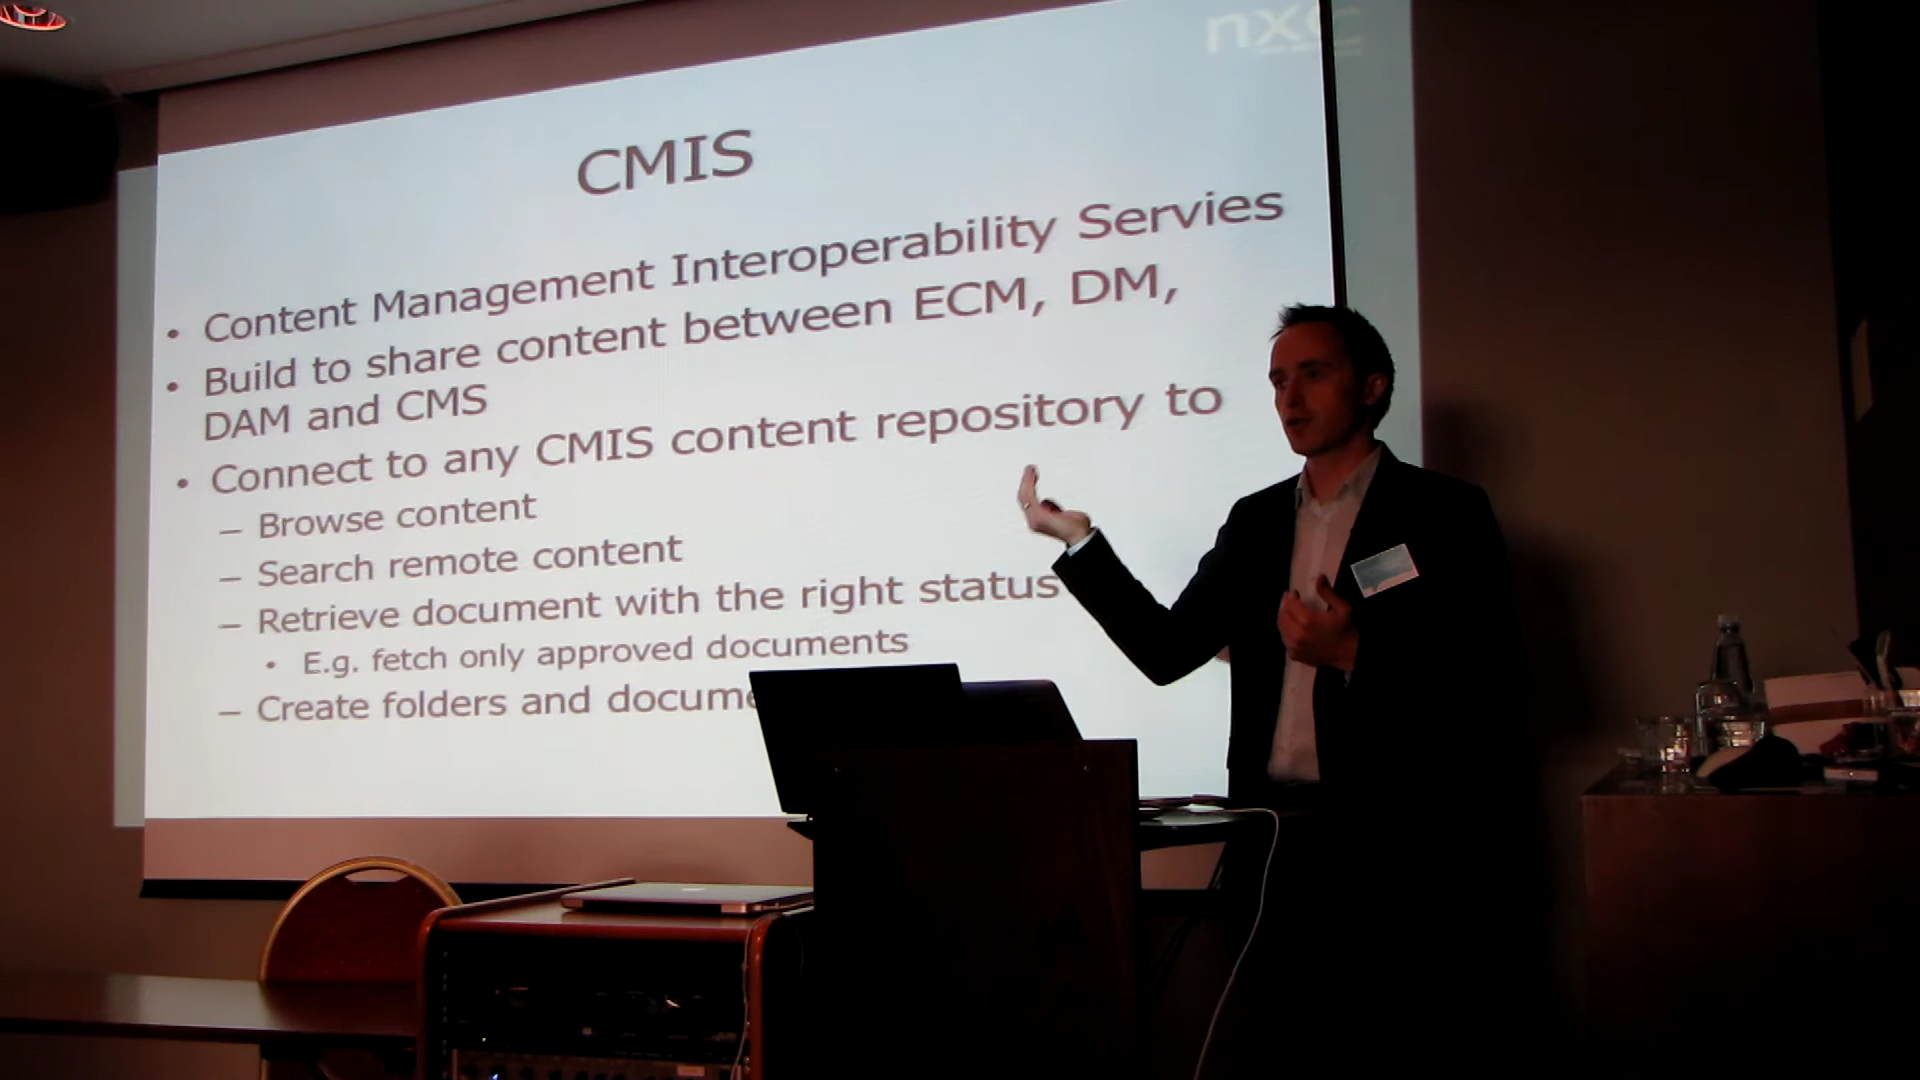 nxc
CMIS
• Content Management Interoperability Servies
• Build to share content between ECM, DM,
DAM and CMS
• Connect to any CMIS content repository to
– Browse content
– Search remote content
– Retrieve document with the right status
• E.g. fetch only approved documents
– Create folders and docume